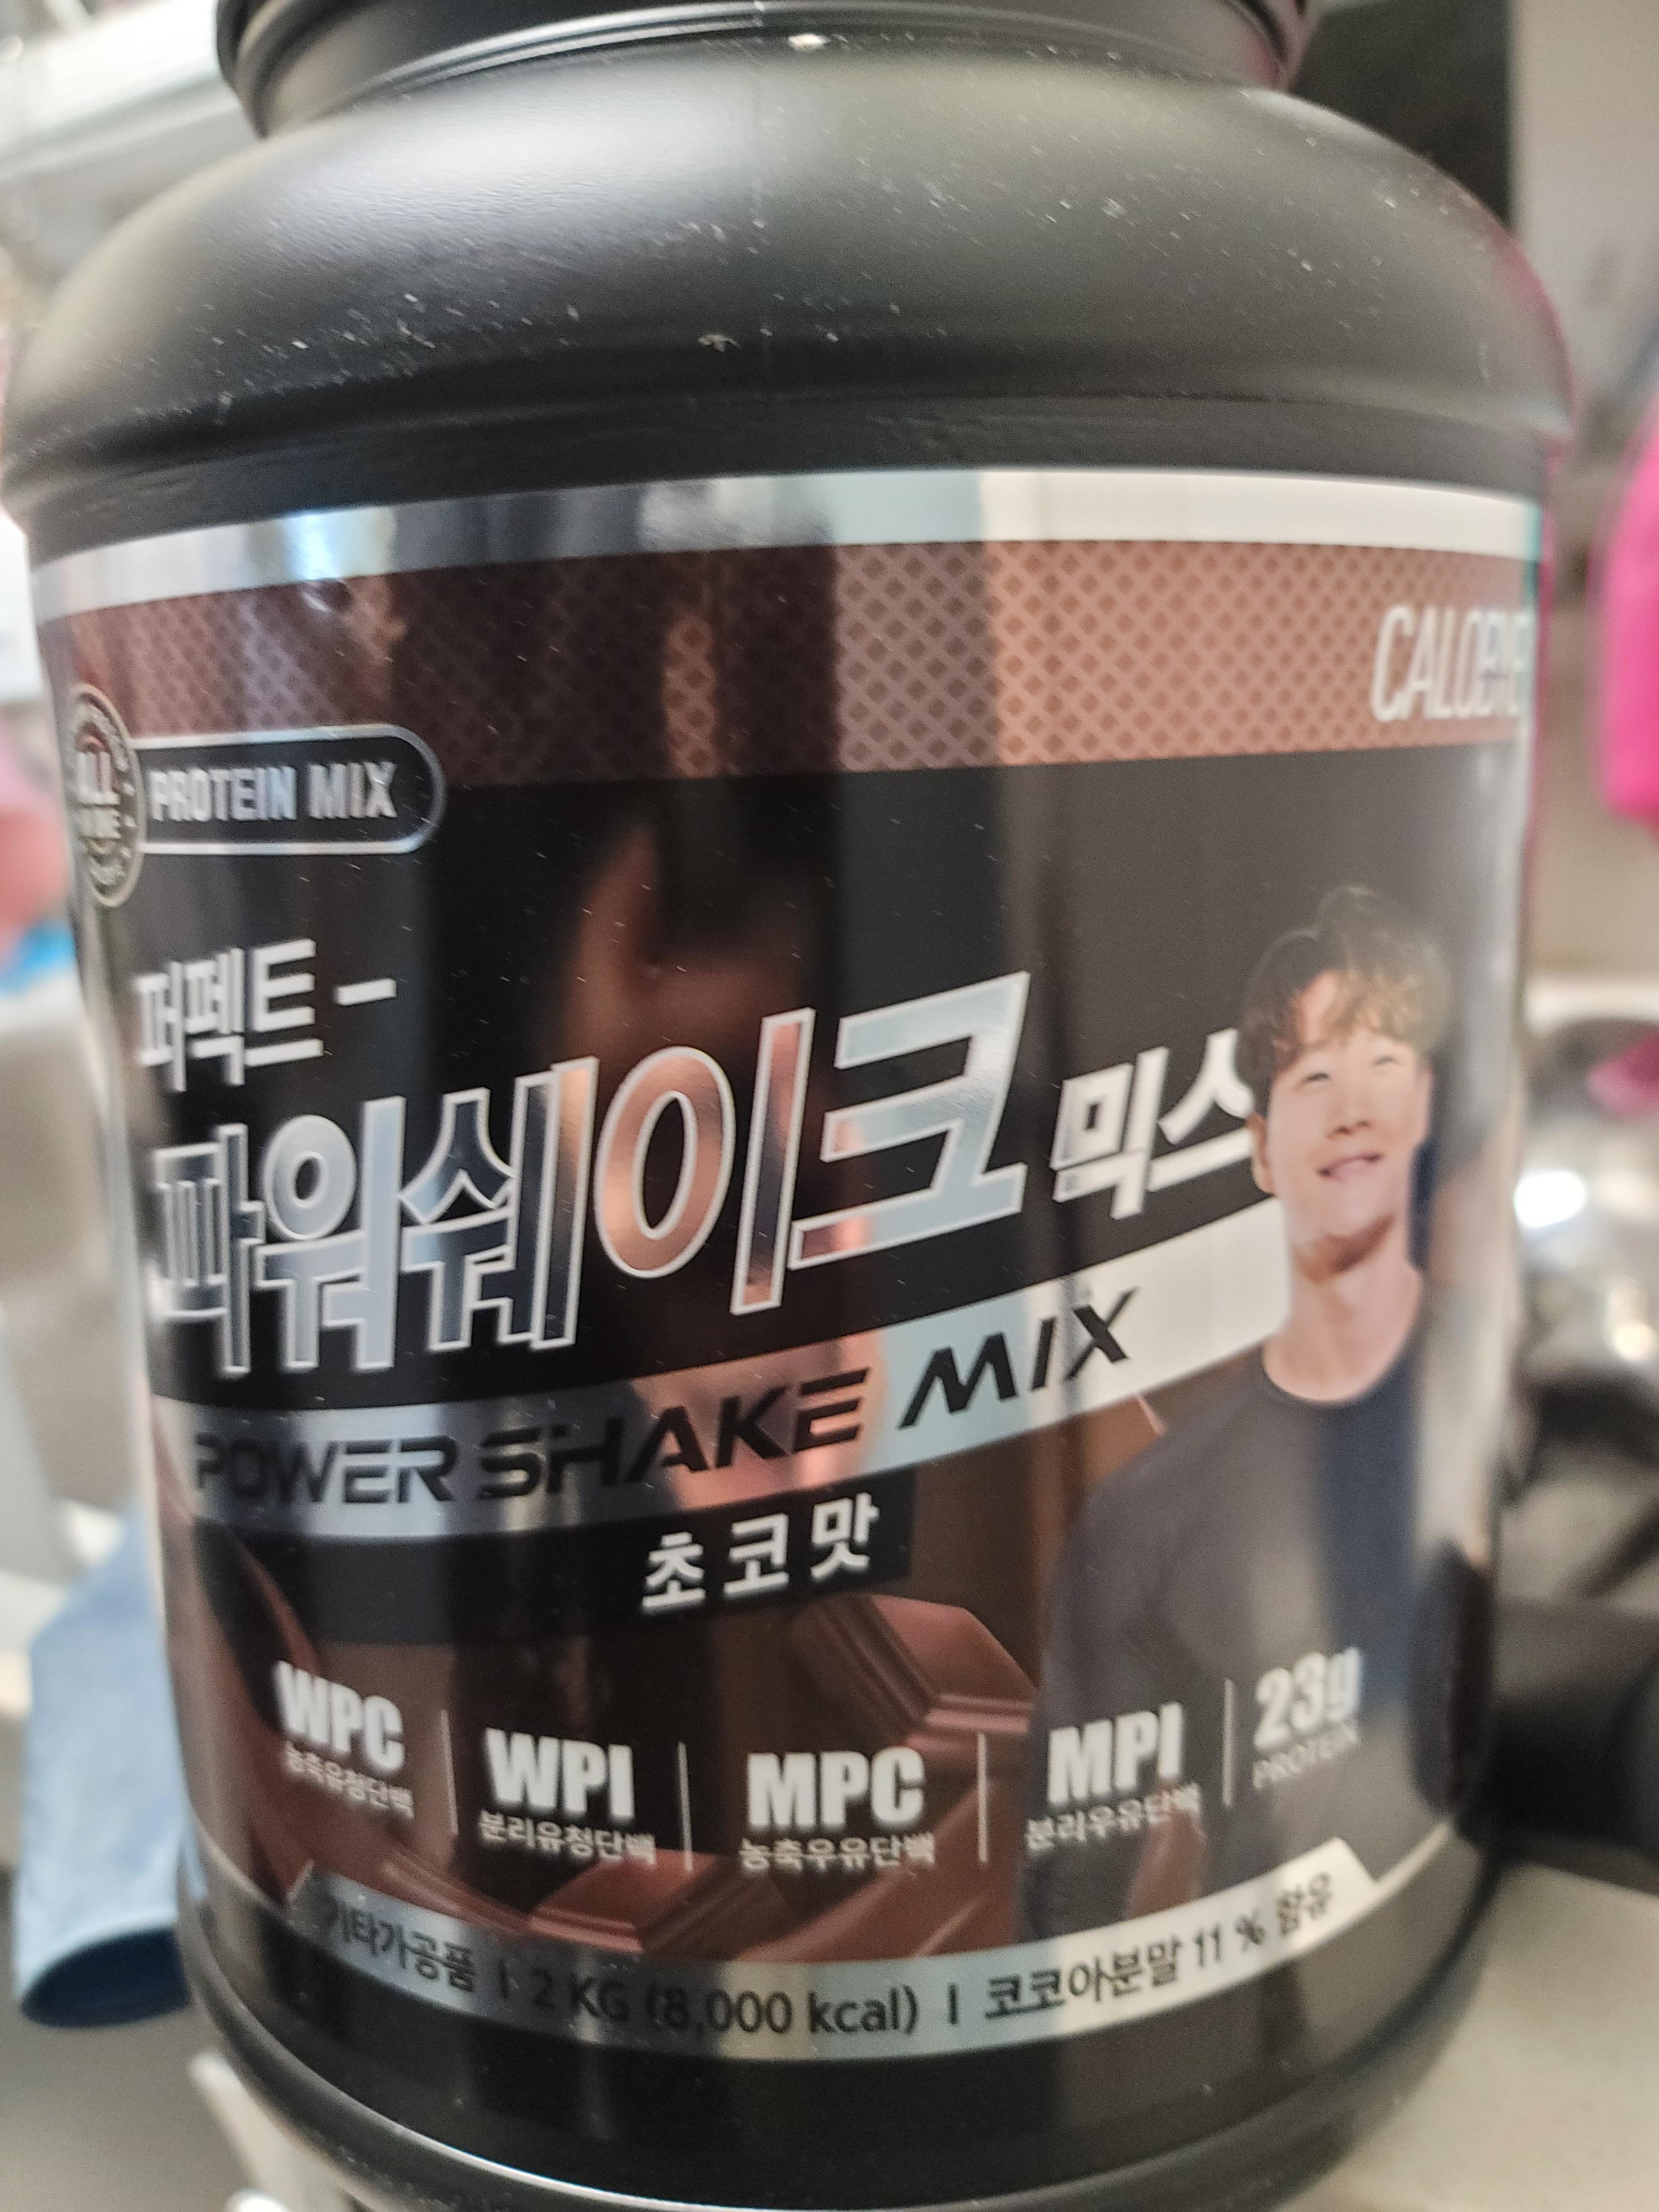 CALOBYE
ALL
PROTEIN MIX
퍼펙트 -
파워쉐이크 믹스
POWER SHAKE MIX
초코맛
WPC
농축유청단백
WPI
분리유청단백
MPC
농축우유단백
MPI
분리우유단백
23g
PROTEIN
기타가공품 | 2 KG (8,000 kcal) | 코코아분말 11 % 함유